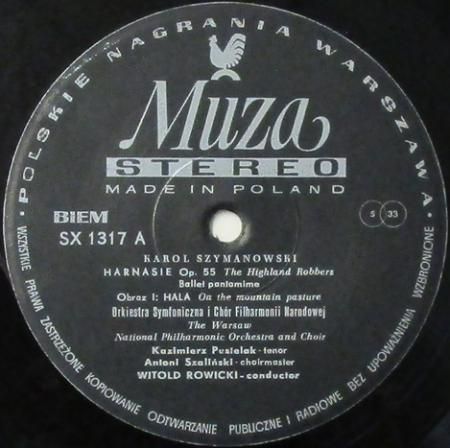 • POLSKIE NAGRANIA WARSZAWA •
Muza
STEREO
MADE IN POLAND
BIEM
SX 1317 A
S 33
KAROL SZYMANOWSKI
HARNASIE Op. 55 The Highland Robbers
Ballet pantomime
Obraz I: HALA On the mountain pasture
Orkiestra Symfoniczna i Chór Filharmonii Narodowej
The Warsaw
National Philharmonic Orchestra and Choir
Kazimierz Pustelak - tenor
Antoni Szaliński - choirmaster
WITOLD ROWICKI - conductor
WSZYSTKIE PRAWA ZASTRZEŻONE KOPIOWANIE ODTWARZANIE PUBLICZNE I RADIOWE BEZ UPOWAŻNIENIA WZBRONIONE